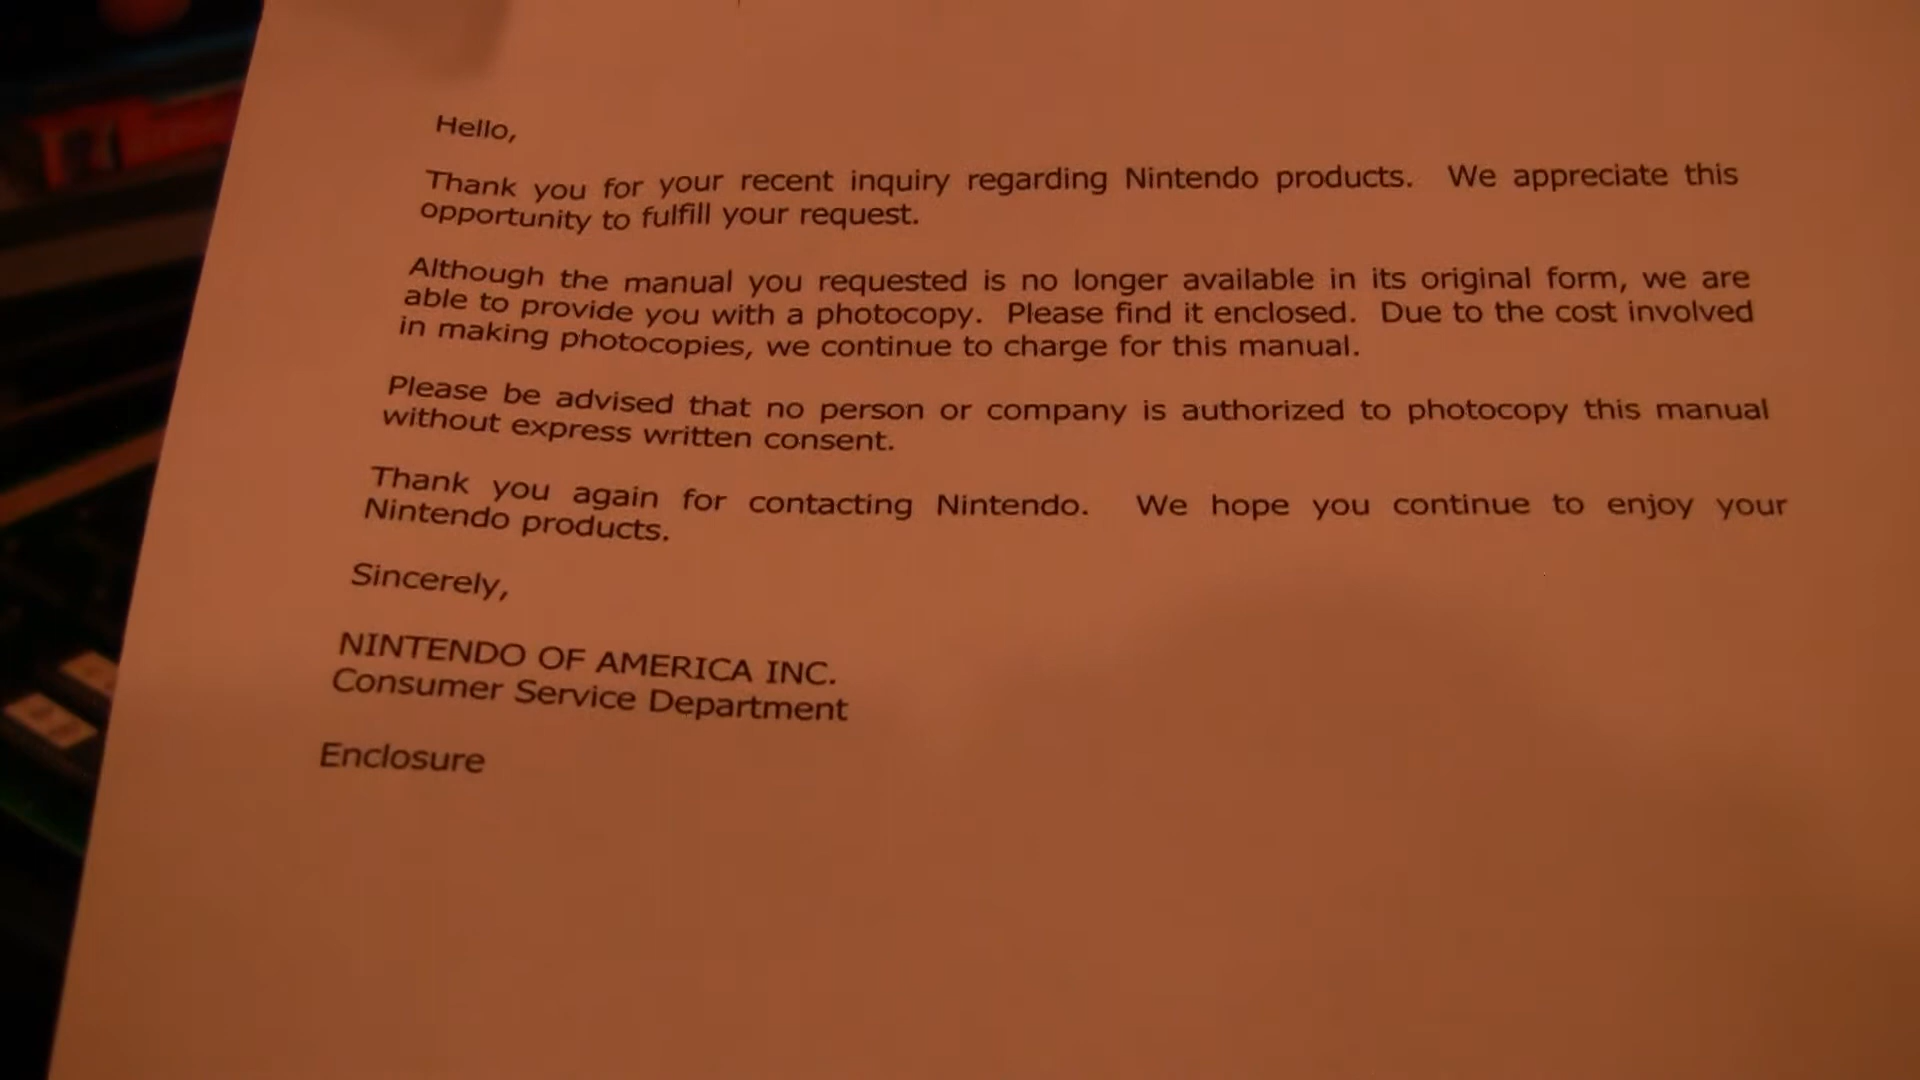 Hello,
Thank you for your recent inquiry regarding Nintendo products. We appreciate this
opportunity to fulfill your request.
Although the manual you requested is no longer available in its original form, we are
able to provide you with a photocopy. Please find it enclosed. Due to the cost involved
in making photocopies, we continue to charge for this manual.
Please be advised that no person or company is authorized to photocopy this manual
without express written consent.
Thank you again for contacting Nintendo. We hope you continue to enjoy your
Nintendo products.
Sincerely,
NINTENDO OF AMERICA INC.
Consumer Service Department
Enclosure